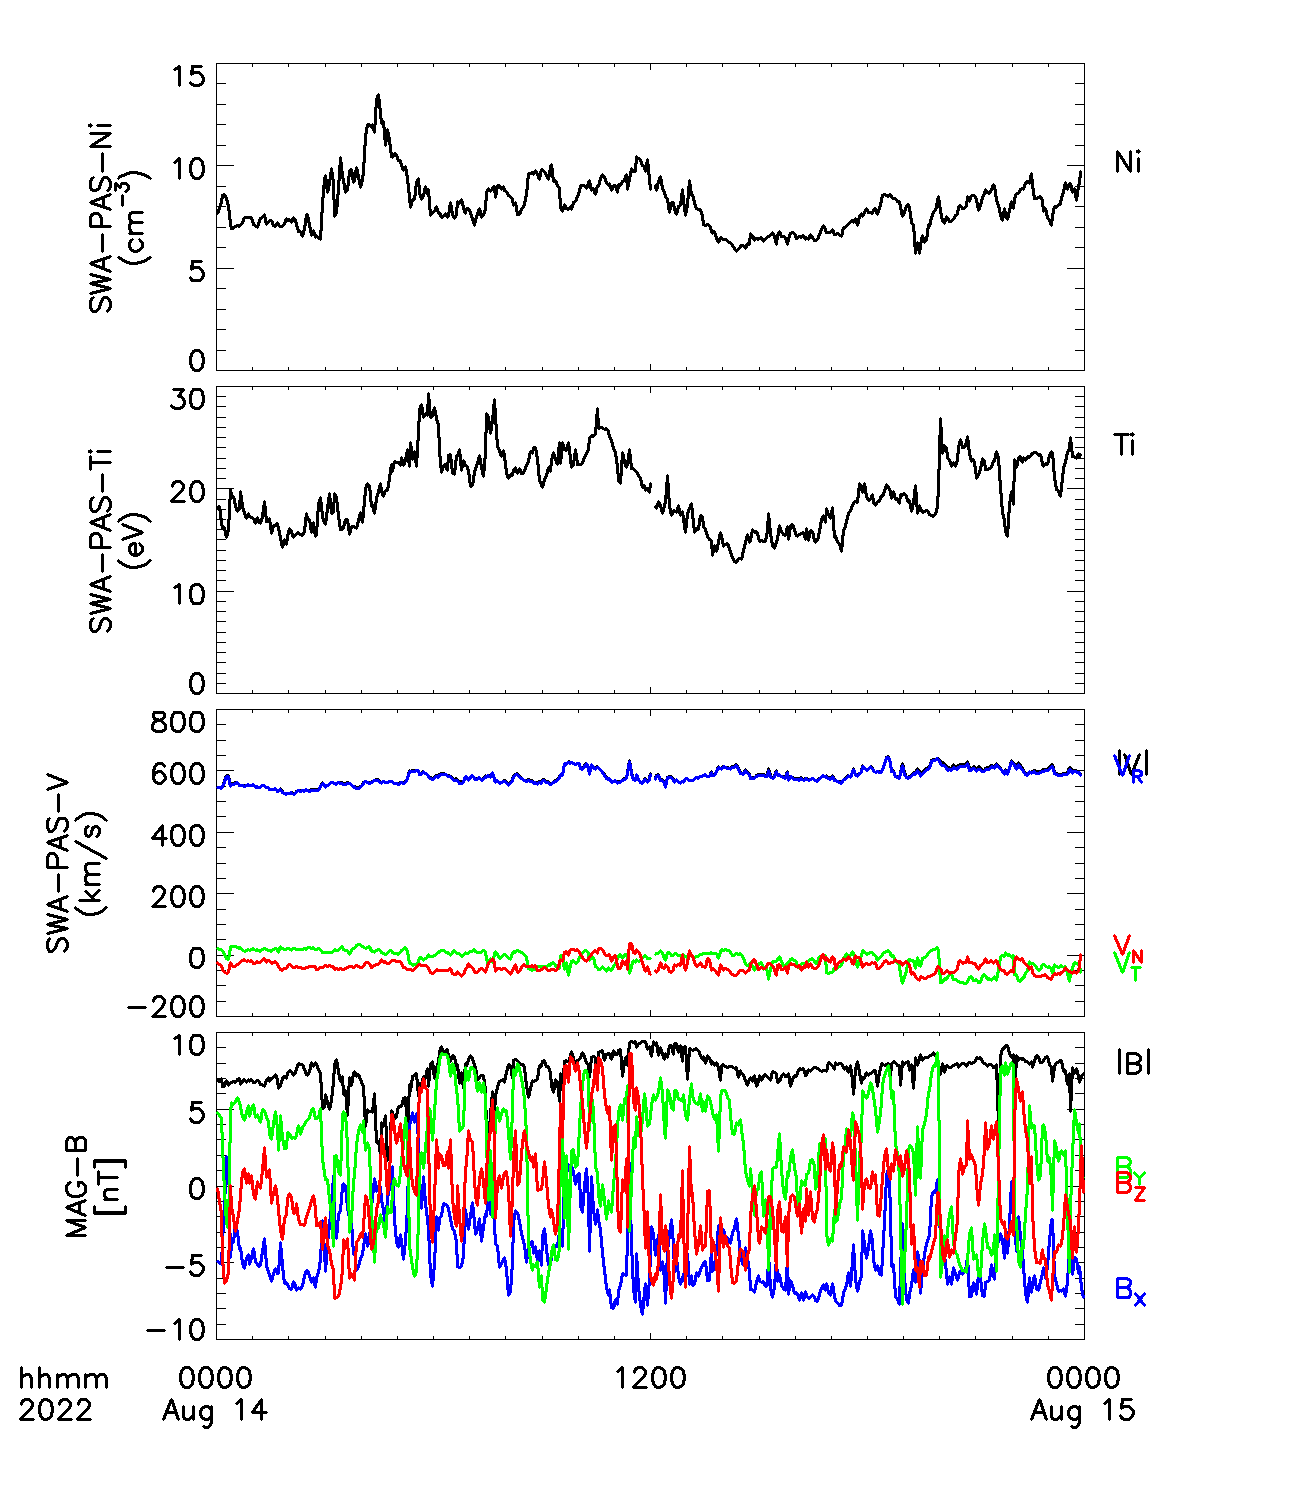 15
10
5
0
SWA-PAS-Ni
(cm-3)
Ni
30
20
10
0
SWA-PAS-Ti
(eV)
Ti
800
600
400
200
0
-200
SWA-PAS-V
(km/s)
|V|
VR
VN
VT
10
5
0
-5
-10
MAG-B
[nT]
|B|
BY
BZ
BX
hhmm 0000 1200 0000
2022 Aug 14 Aug 15